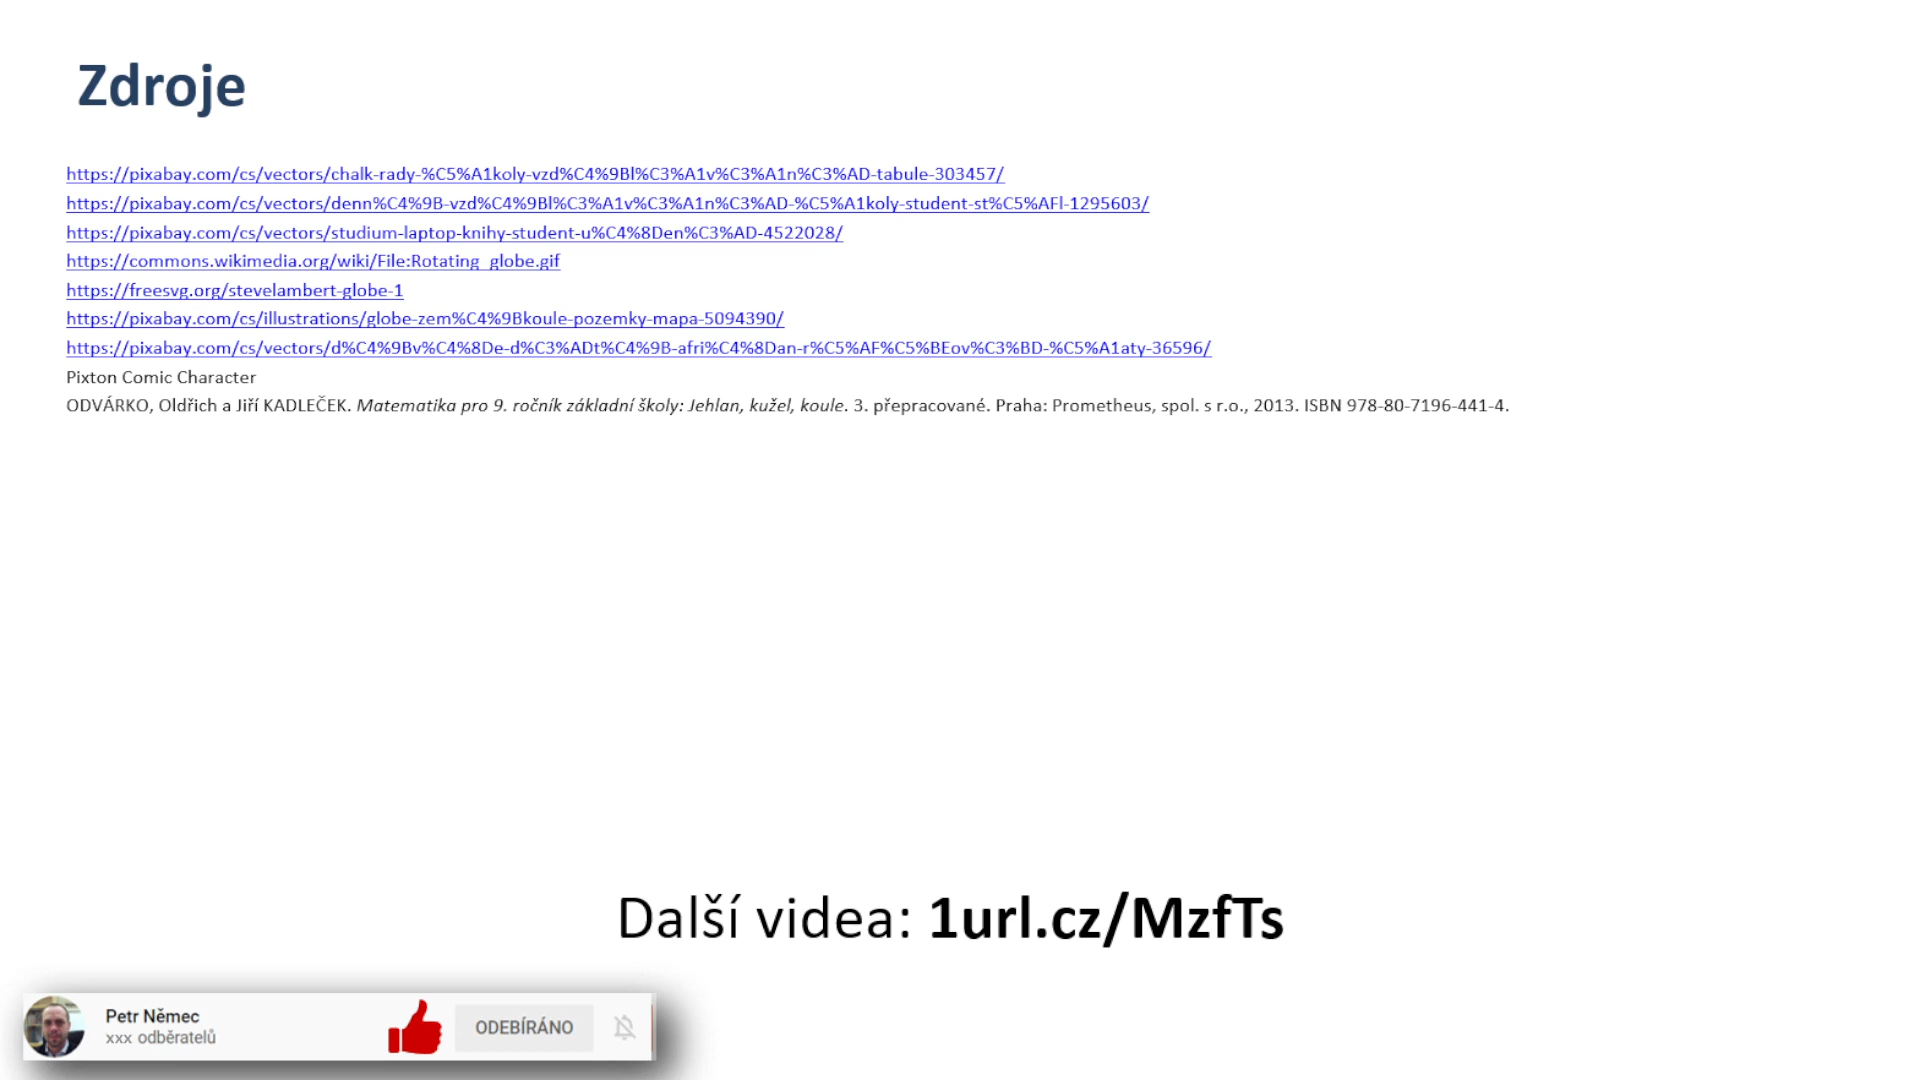 Zdroje
https://pixabay.com/cs/vectors/chalk-rady-%C5%A1koly-vzd%C4%9Bl%C3%A1v%C3%A1n%C3%AD-tabule-303457/
https://pixabay.com/cs/vectors/denn%C4%9B-vzd%C4%9Bl%C3%A1v%C3%A1n%C3%AD-%C5%A1koly-student-st%C5%AFl-1295603/
https://pixabay.com/cs/vectors/studium-laptop-knihy-student-u%C4%8Den%C3%AD-4522028/
https://commons.wikimedia.org/wiki/File:Rotating_globe.gif
https://freesvg.org/stevelambert-globe-1
https://pixabay.com/cs/illustrations/globe-zem%C4%9Bkoule-pozemky-mapa-5094390/
https://pixabay.com/cs/vectors/d%C4%9Bv%C4%8De-d%C3%ADt%C4%9B-afri%C4%8Dan-r%C5%AF%C5%BEov%C3%BD-%C5%A1aty-36596/
Pixton Comic Character
ODVÁRKO, Oldřich a Jiří KADLEČEK. Matematika pro 9. ročník základní školy: Jehlan, kužel, koule. 3. přepracované. Praha: Prometheus, spol. s r.o., 2013. ISBN 978-80-7196-441-4.
Další videa: 1url.cz/MzfTs
Petr Němec
xxx odběratelů
ODEBÍRÁNO